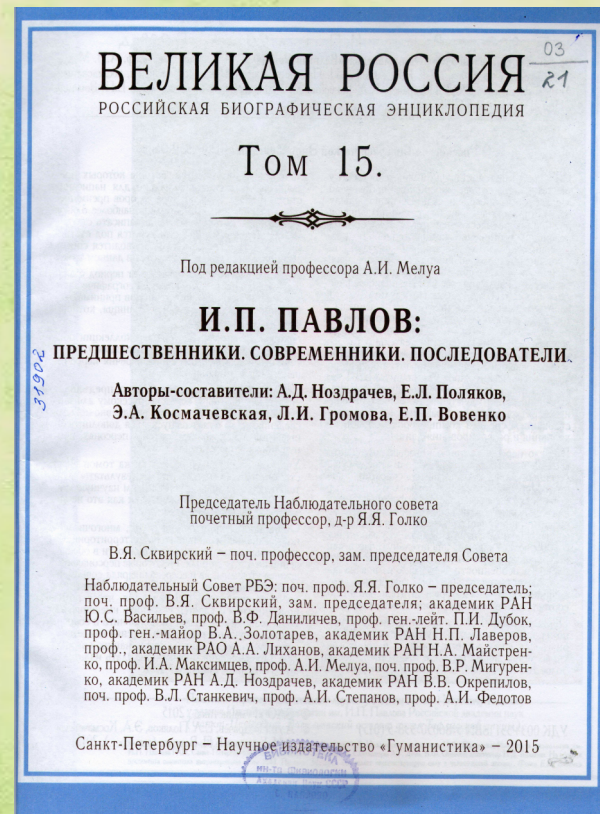 03
21
ВЕЛИКАЯ РОССИЯ
РОССИЙСКАЯ БИОГРАФИЧЕСКАЯ ЭНЦИКЛОПЕДИЯ
Том 15.
Под редакцией профессора А.И. Мелуа
И.П. ПАВЛОВ:
ПРЕДШЕСТВЕННИКИ. СОВРЕМЕННИКИ. ПОСЛЕДОВАТЕЛИ.
31902
Авторы-составители: А.Д. Ноздрачев, Е.Л. Поляков,
Э.А. Космачевская, Л.И. Громова, Е.П. Вовенко
Председатель Наблюдательного совета
почетный профессор, д-р Я.Я. Голко
В.Я. Сквирский – поч. профессор, зам. председателя Совета
Наблюдательный Совет РБЭ: поч. проф. Я.Я. Голко – председатель;
поч. проф. В.Я. Сквирский, зам. председателя; академик РАН
Ю.С. Васильев, проф. В.Ф. Даниличев, проф. ген.-лейт. П.И. Дубок,
проф. ген.-майор В.А. Золотарев, академик РАН Н.П. Лаверов,
проф., академик РАО А.А. Лиханов, академик РАН Н.А. Майстрен-
ко, проф. И.А. Максимцев, проф. А.И. Мелуа, поч. проф. В.Р. Мигурен-
ко, академик РАН А.Д. Ноздрачев, академик РАН В.В. Окрепилов,
поч. проф. В.Л. Станкевич, проф. А.И. Степанов, проф. А.И. Федотов
Санкт-Петербург – Научное издательство «Гуманистика» – 2015
БИБЛИОТЕКА